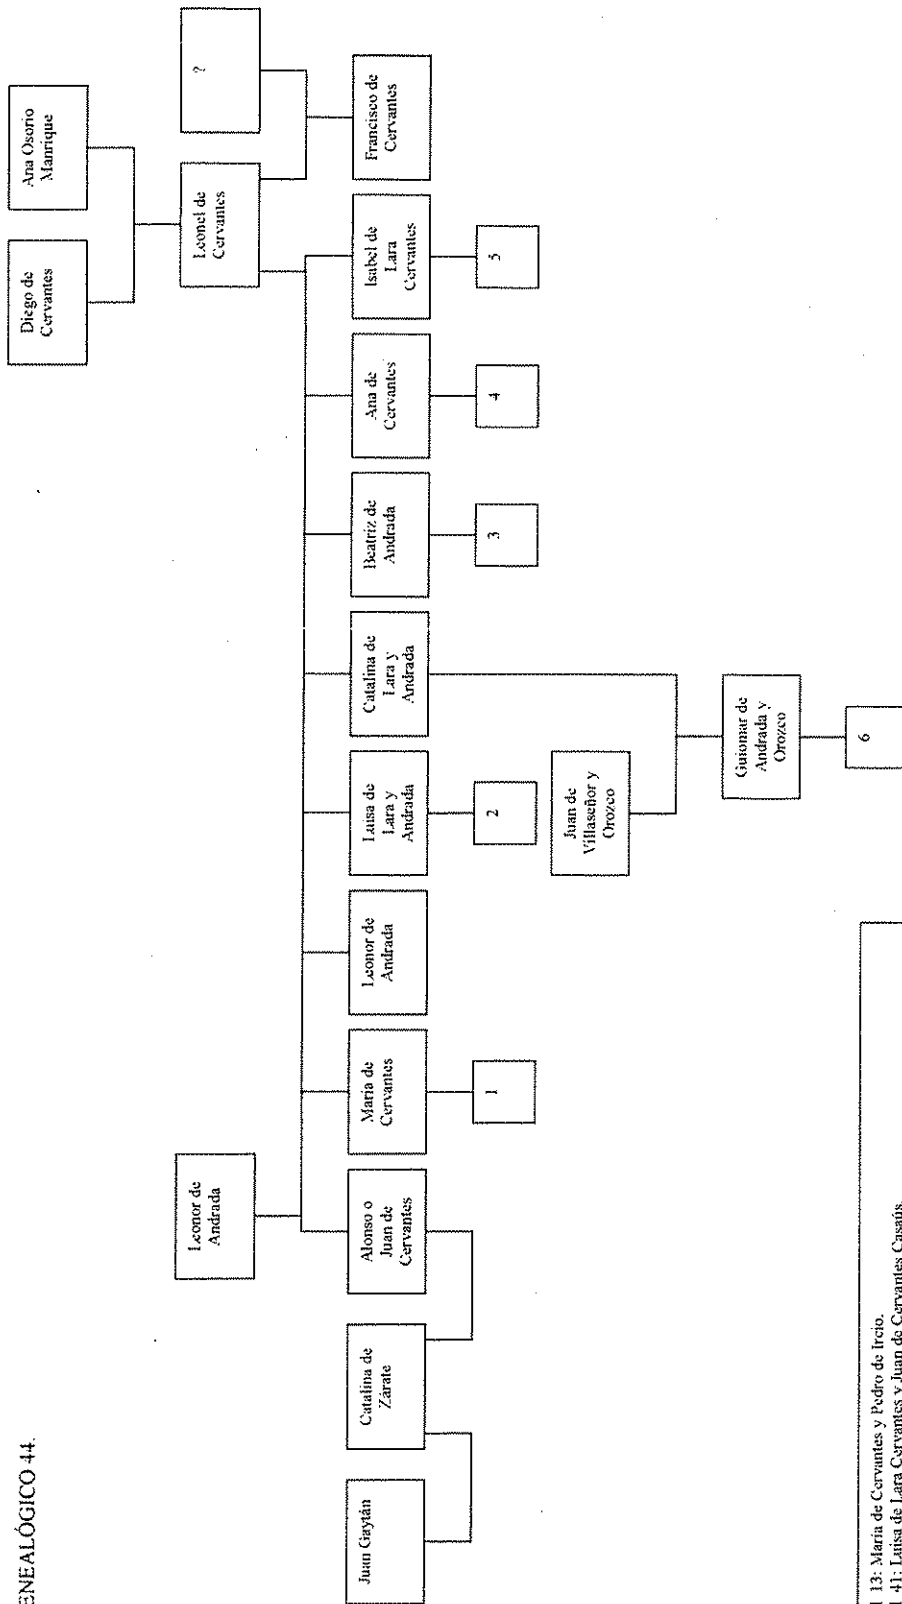 ENEALÓGICO 44.
Diego de
Cervantes
Ana Osorio
Manrique
Leonor de
Andrada
Leonel de
Cervantes
?
Juan Gaytán
Catalina de
Zárate
Alonso o
Juan de
Cervantes
María de
Cervantes
Leonor de
Andrada
Luisa de
Lara y
Andrada
Catalina de
Lara y
Andrada
Beatriz de
Andrada
Ana de
Cervantes
Isabel de
Lara
Cervantes
Francisco de
Cervantes
1
2
3
4
5
Juan de
Villaseñor y
Orozco
Guiomar de
Andrada y
Orozco
6
13: María de Cervantes y Pedro de Ircio.
41: Luisa de Lara Cervantes y Juan de Cervantes Casaús.